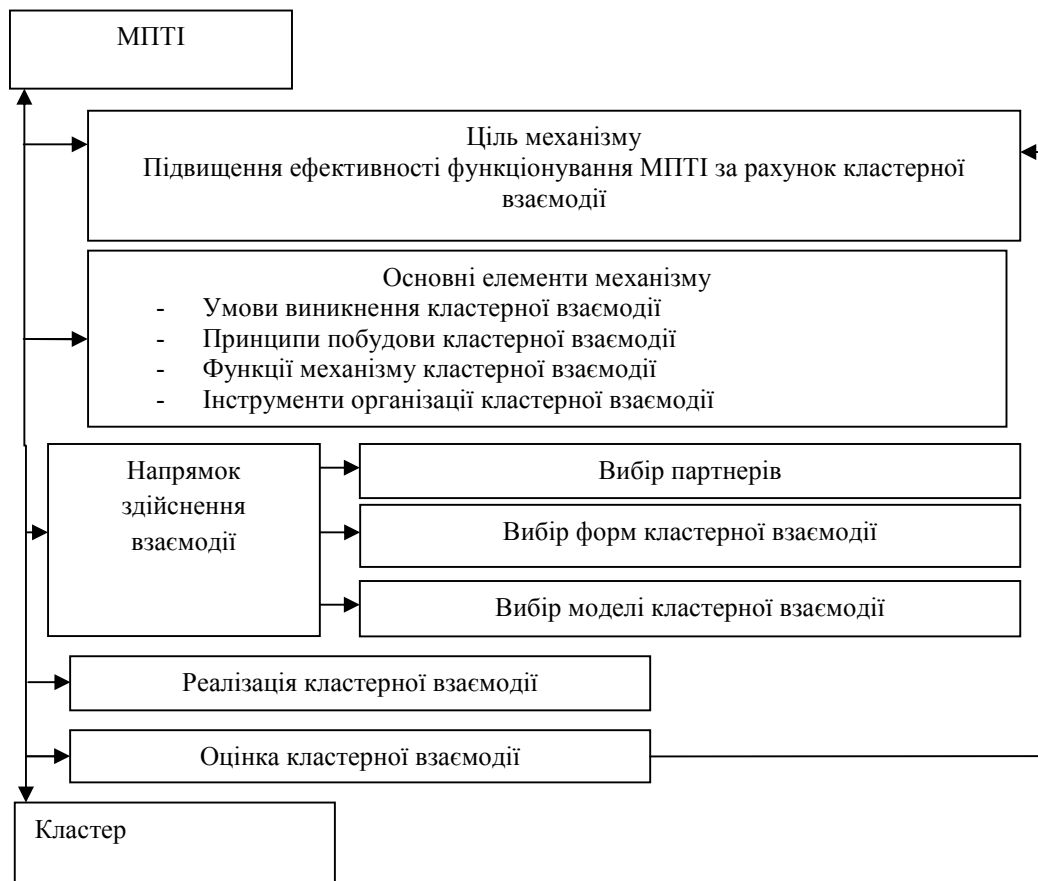 МПТІ
Ціль механізму
Підвищення ефективності функціонування МПТІ за рахунок кластерної
взаємодії
Основні елементи механізму
- Умови виникнення кластерної взаємодії
- Принципи побудови кластерної взаємодії
- Функції механізму кластерної взаємодії
- Інструменти організації кластерної взаємодії
Напрямок
здійснення
взаємодії
Вибір партнерів
Вибір форм кластерної взаємодії
Вибір моделі кластерної взаємодії
Реалізація кластерної взаємодії
Оцінка кластерної взаємодії
Кластер